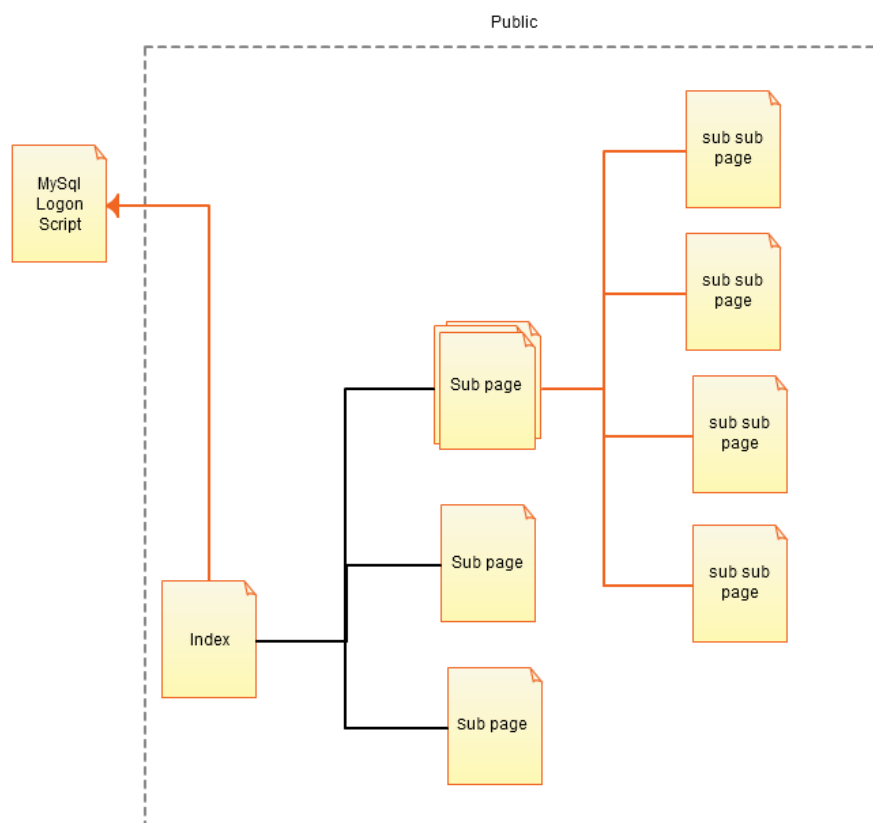 Public
MySql
Logon
Script
sub sub
page
sub sub
page
Sub page
sub sub
page
Sub page
sub sub
page
Index
Sub page